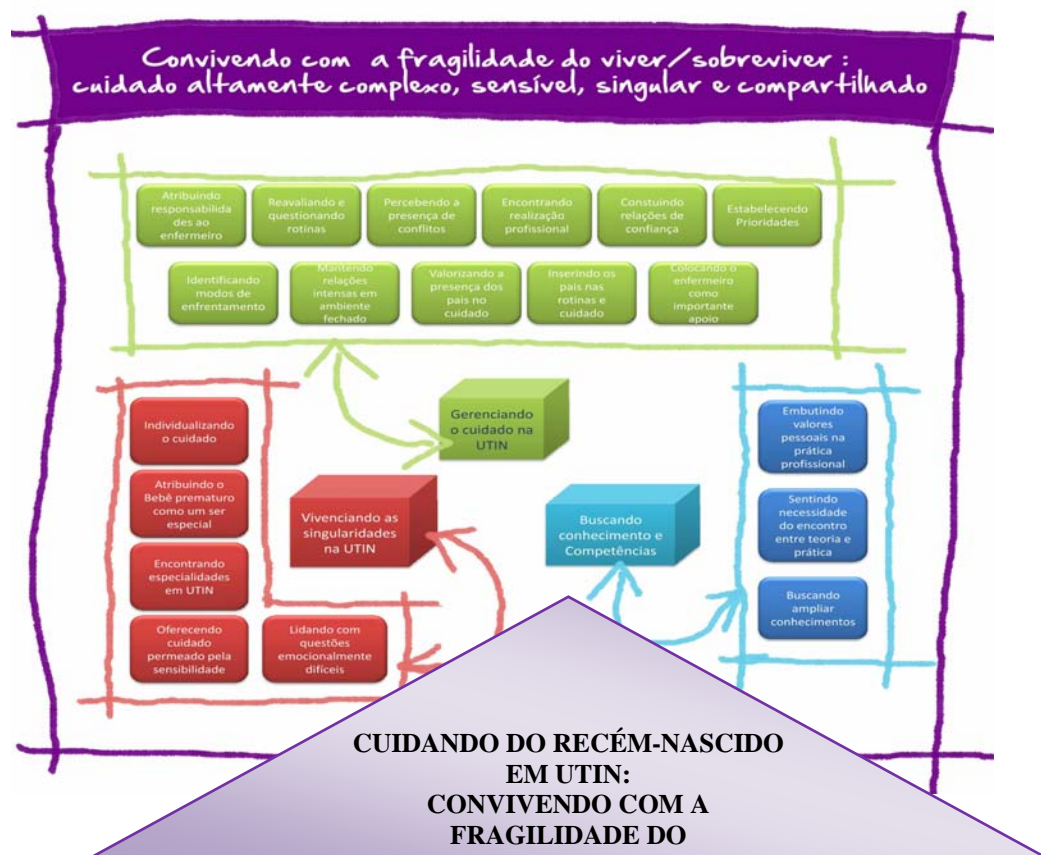 Convivendo com a fragilidade do viver/sobreviver :
cuidado altamente complexo, sensível, singular e compartilhado
Atribuindo
responsabilida
des ao
enfermeiro
Reavaliando e
questionando
rotinas
Percebendo a
presença de
conflitos
Encontrando
realização
profissional
Constuindo
relações de
confiança
Estabelecendo
Prioridades
Identificando
modos de
enfrentamento
Mantendo
relações
intensas em
ambiente
fechado
Valorizando a
presença dos
pais no
cuidado
Inserindo os
pais nas
rotinas e
cuidado
Colocando o
enfermeiro
como
importante
apoio
Gerenciando
o cuidado na
UTIN
Individualizando
o cuidado
Atribuindo o
Bebê prematuro
como um ser
especial
Encontrando
especialidades
em UTIN
Oferecendo
cuidado
permeado pela
sensibilidade
Lidando com
questões
emocionalmente
difíceis
Vivenciando as
singularidades
na UTIN
Buscando
conhecimento e
Competências
Embutindo
valores
pessoais na
prática
profissional
Sentindo
necessidade
do encontro
entre teoria e
prática
Buscando
ampliar
conhecimentos
CUIDANDO DO RECÉM-NASCIDO
EM UTIN:
CONVIVENDO COM A
FRAGILIDADE DO